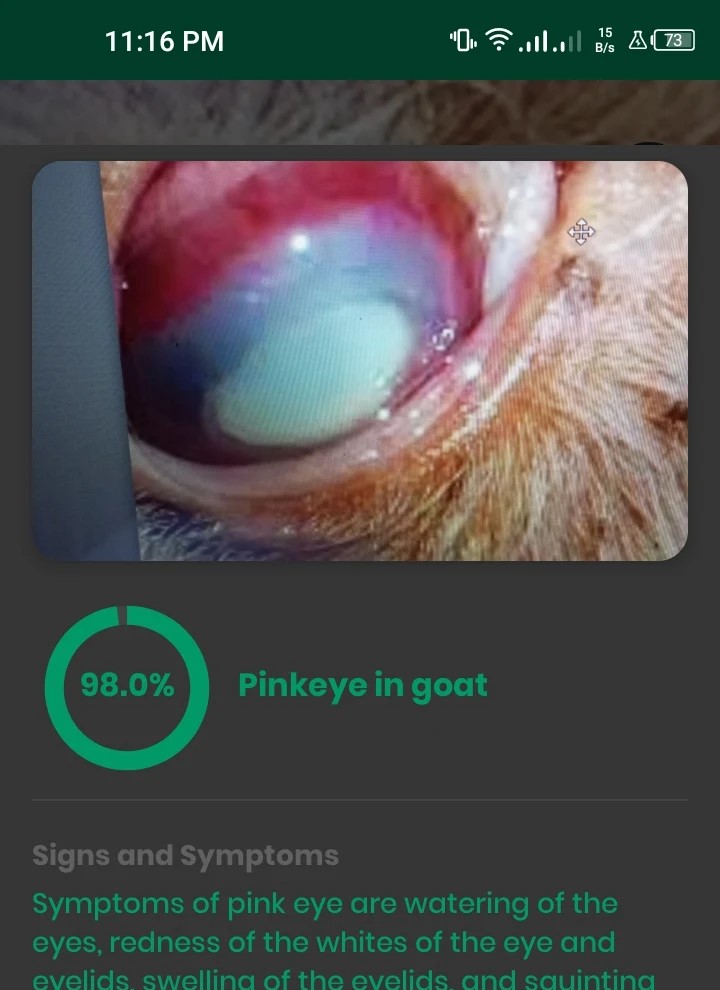 11:16 PM
15
B/s
73
98.0%
Pinkeye in goat
Signs and Symptoms
Symptoms of pink eye are watering of the
eyes, redness of the whites of the eye and
eyelids, swelling of the eyelids, and squinting